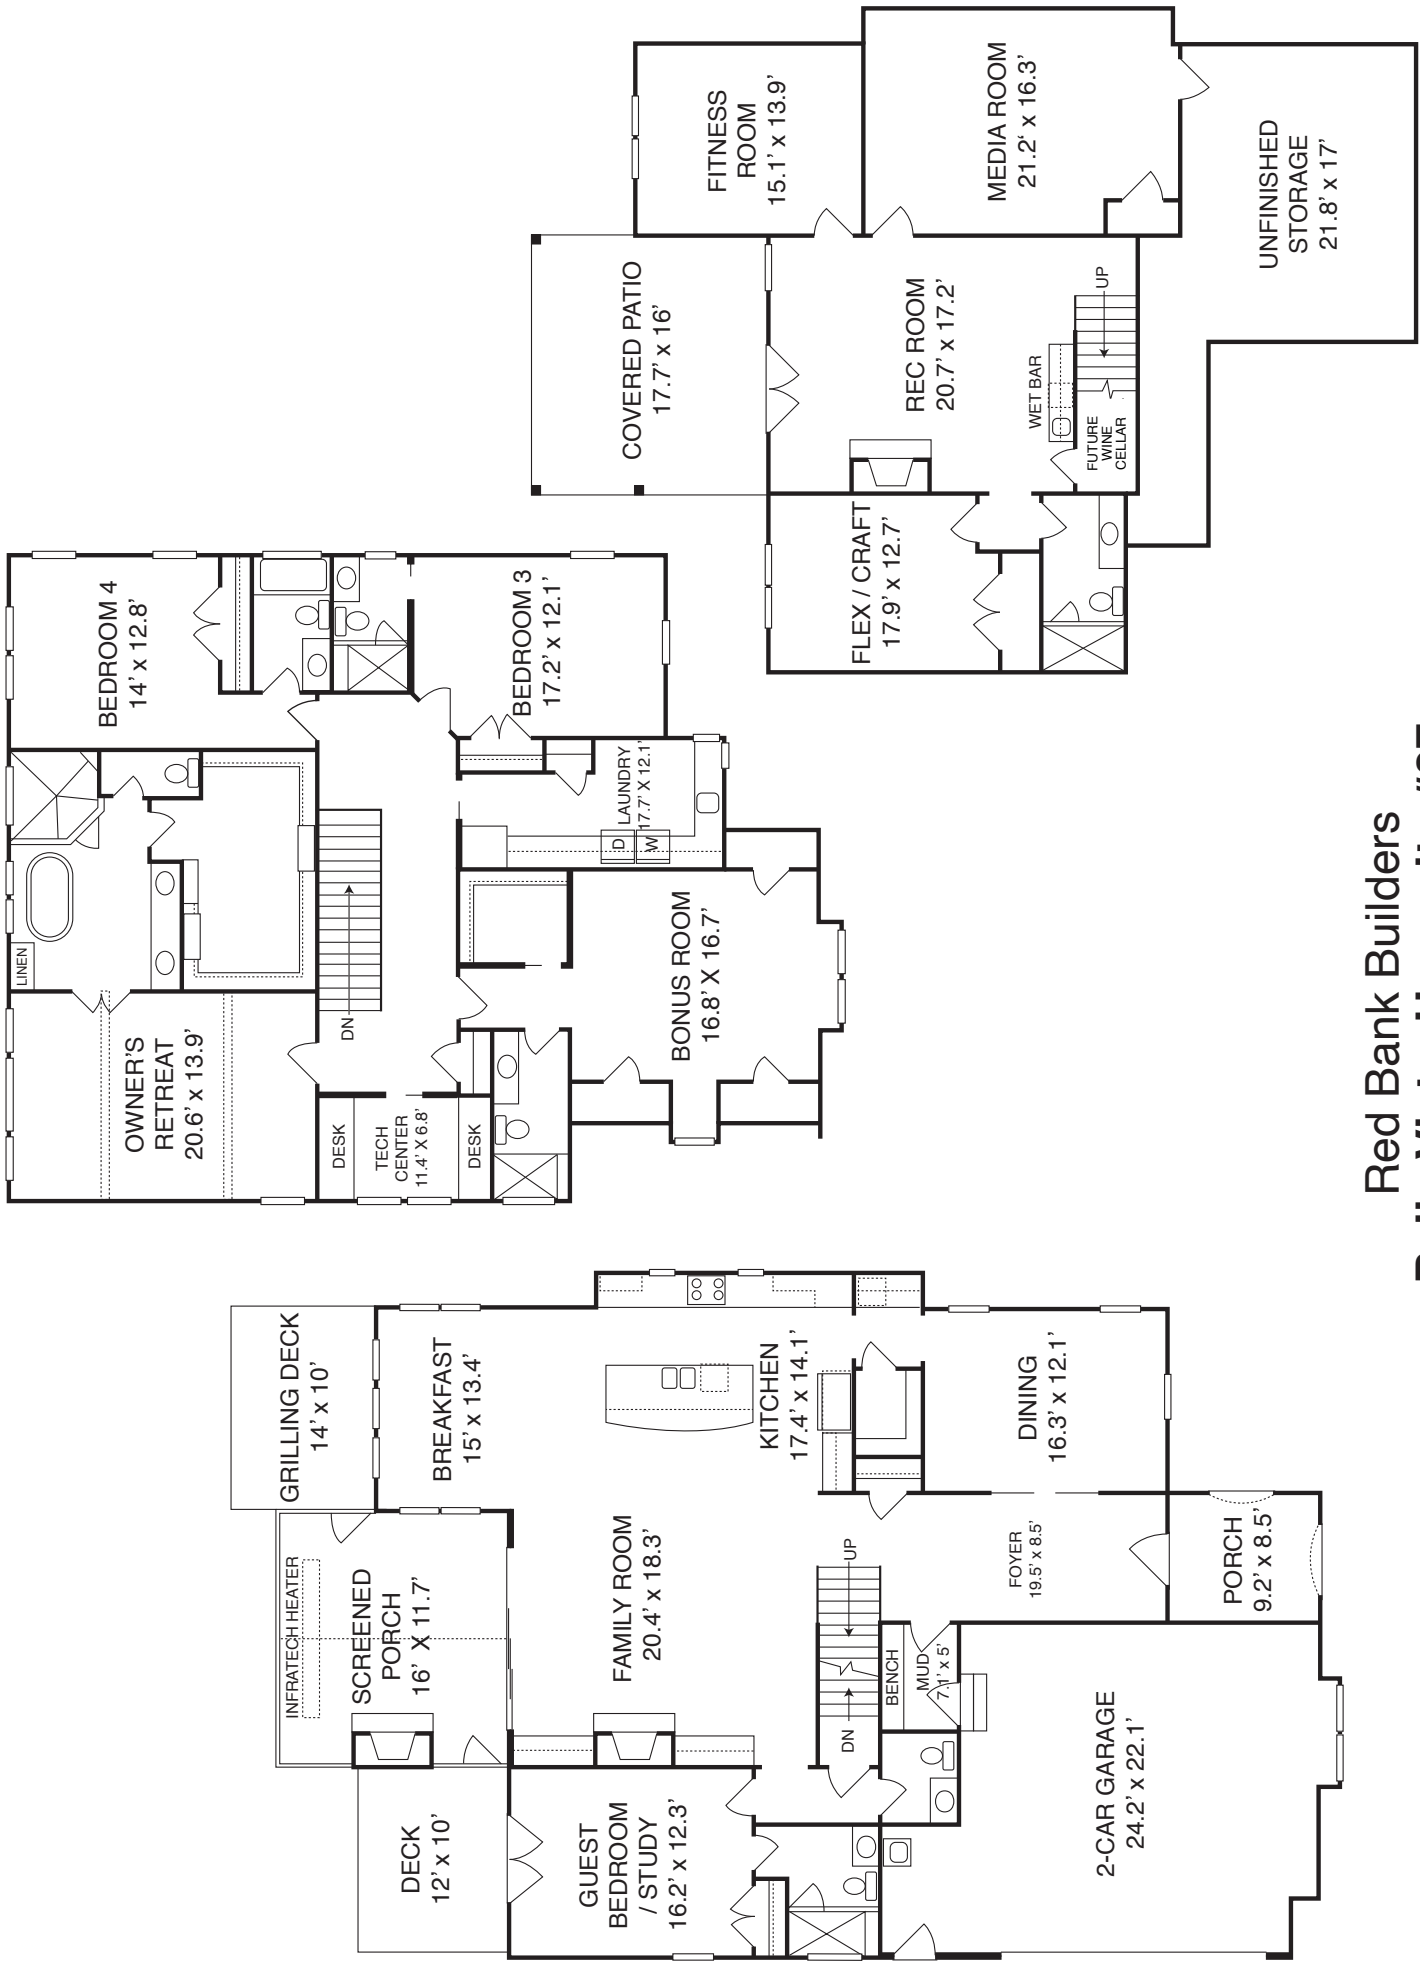 GRILLING DECK
14' x 10'
BREAKFAST
15' x 13.4'
INFRATECH HEATER
SCREENED
PORCH
16' X 11.7'
DECK
12' x 10'
KITCHEN
17.4' x 14.1'
FAMILY ROOM
20.4' x 18.3'
GUEST
BEDROOM
/ STUDY
16.2' x 12.3'
DINING
16.3' x 12.1'
UP
DN
FOYER
19.5' x 8.5'
BENCH
MUD
7.1' x 5'
PORCH
9.2' x 8.5'
2-CAR GARAGE
24.2' x 22.1'
BEDROOM 4
14' x 12.8'
LINEN
OWNER'S
RETREAT
20.6' x 13.9'
DN
BEDROOM 3
17.2' x 12.1'
DESK
TECH
CENTER
11.4' X 6.8'
DESK
LAUNDRY
17.7' X 12.1'
D
W
BONUS ROOM
16.8' X 16.7'
FITNESS
ROOM
15.1' x 13.9'
MEDIA ROOM
21.2' x 16.3'
COVERED PATIO
17.7' x 16'
REC ROOM
20.7' x 17.2'
WET BAR
UP
FUTURE
WINE
CELLAR
FLEX / CRAFT
17.9' x 12.7'
UNFINISHED
STORAGE
21.8' x 17'
Red Bank Builders